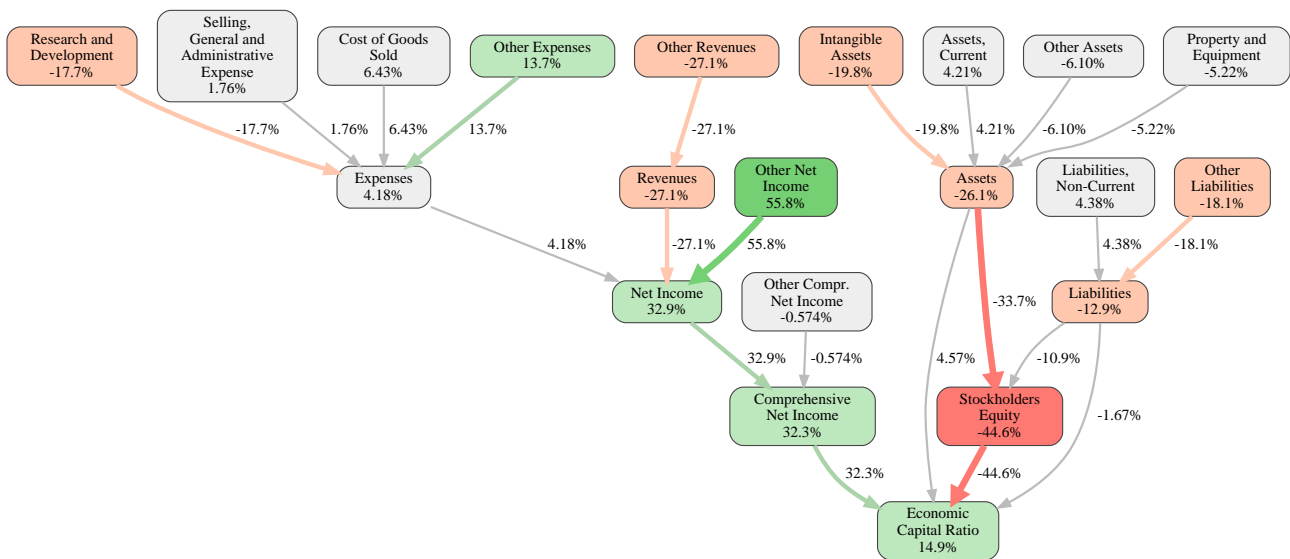 Research and
Development
-17.7%
Selling,
General and
Administrative
Expense
1.76%
Cost of Goods
Sold
6.43%
Other Expenses
13.7%
Other Revenues
-27.1%
Intangible
Assets
-19.8%
Assets,
Current
4.21%
Other Assets
-6.10%
Property and
Equipment
-5.22%
-17.7%
1.76%
6.43%
13.7%
-27.1%
-19.8%
4.21%
-6.10%
-5.22%
Expenses
4.18%
Revenues
-27.1%
Other Net
Income
55.8%
Assets
-26.1%
Liabilities,
Non-Current
4.38%
Other
Liabilities
-18.1%
4.18%
-27.1%
55.8%
4.38%
-18.1%
Net Income
32.9%
Other Compr.
Net Income
-0.574%
-33.7%
Liabilities
-12.9%
32.9%
-0.574%
4.57%
-10.9%
Comprehensive
Net Income
32.3%
Stockholders
Equity
-44.6%
-1.67%
32.3%
-44.6%
Economic
Capital Ratio
14.9%